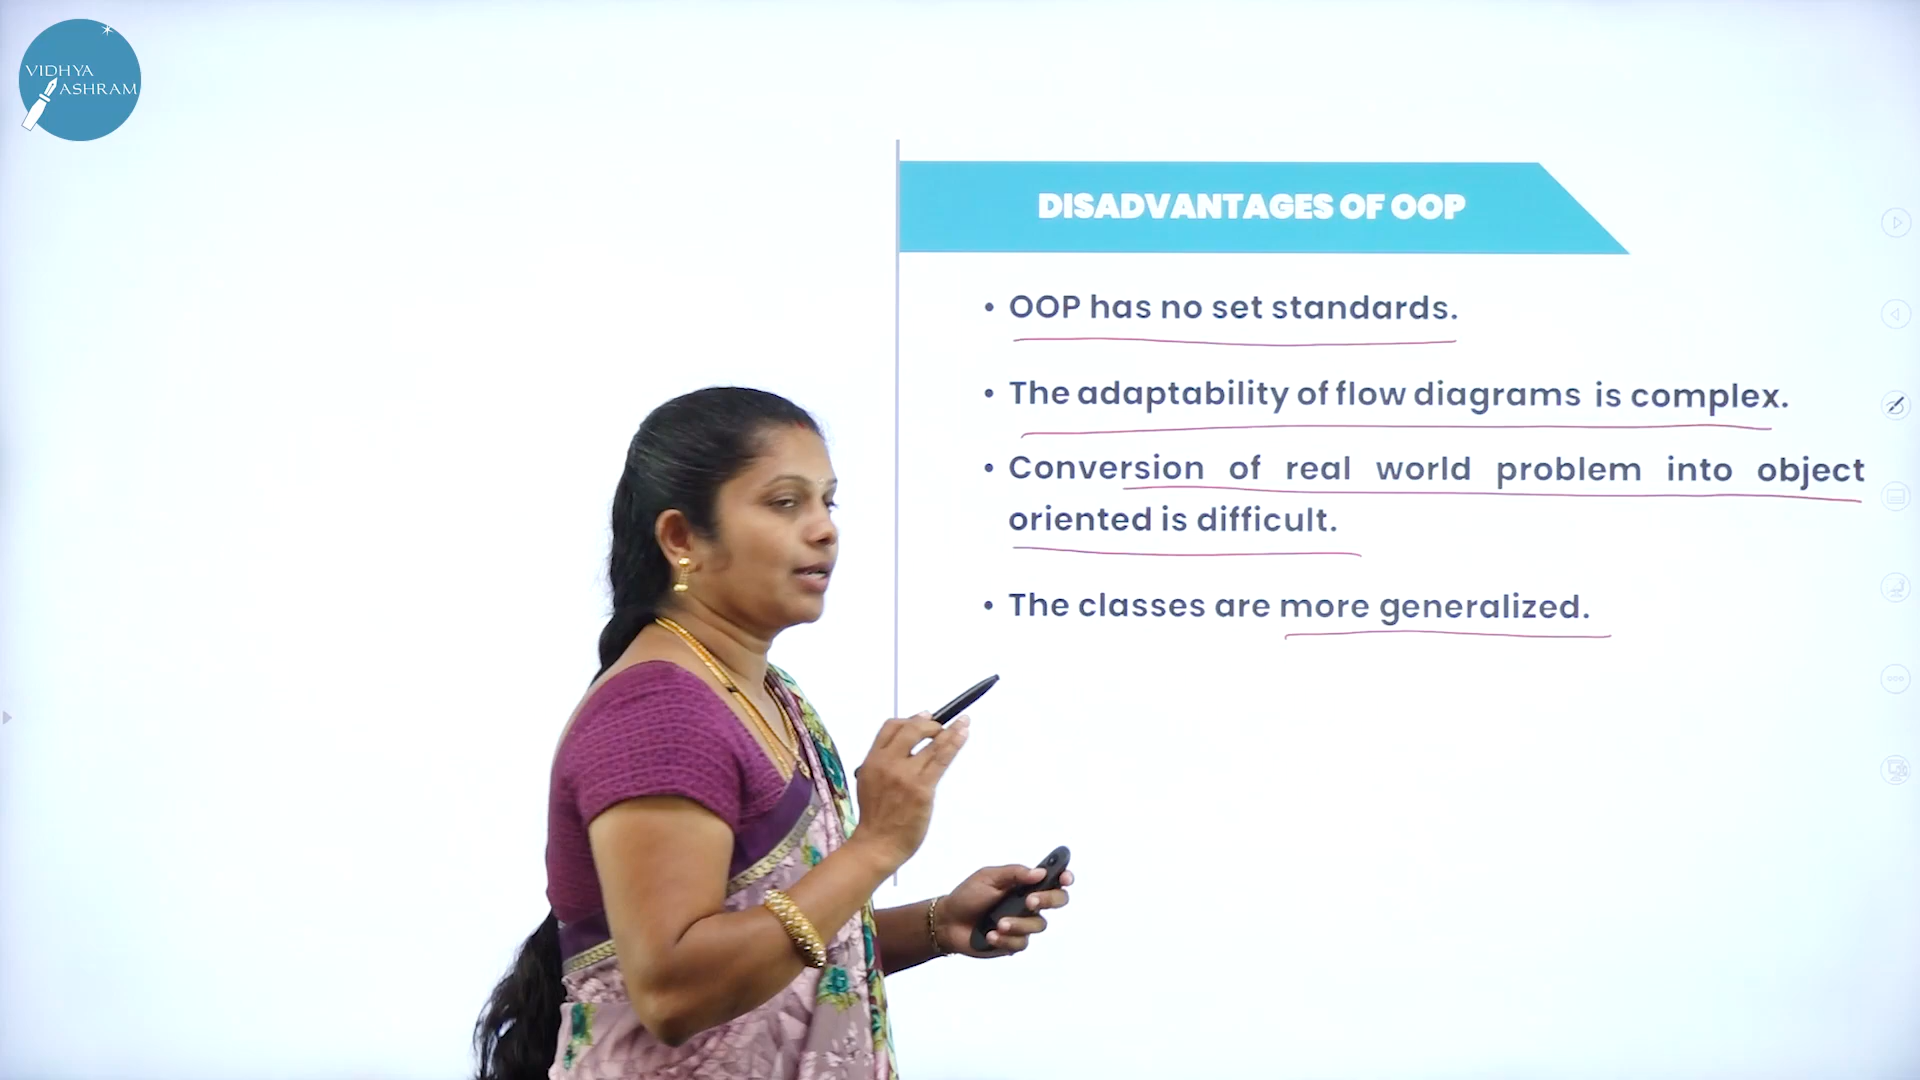 VIDHYA
ASHRAM
DISADVANTAGES OF OOP
• OOP has no set standards.
• The adaptability of flow diagrams is complex.
• Conversion of real world problem into object
oriented is difficult.
• The classes are more generalized.